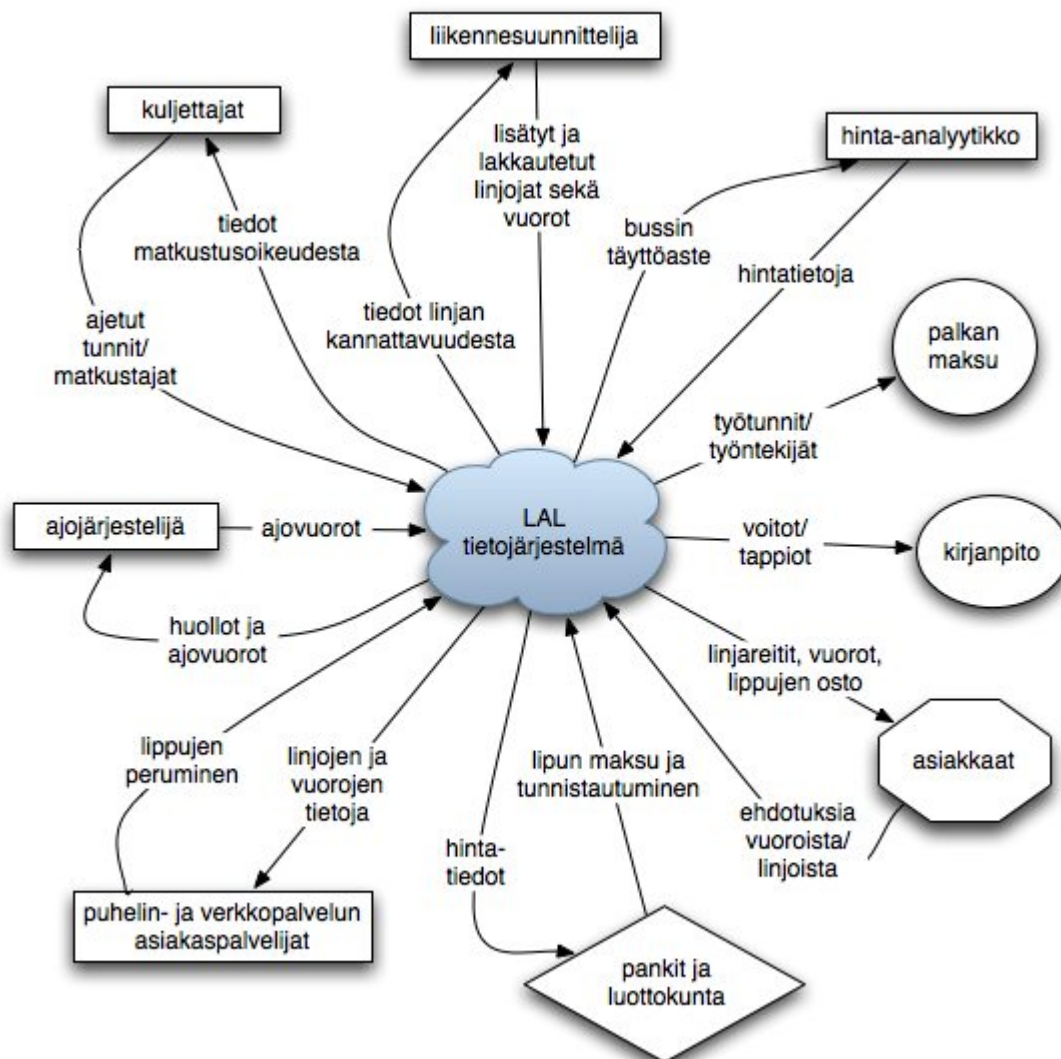 liikennesuunnittelija
kuljettajat
hinta-analyytikko
lisätyt ja
lakkautetut
linjojat sekä
vuorot
tiedot
matkustusoikeudesta
bussin
täyttöaste
hintatietoja
tiedot linjan
kannattavuudesta
ajetut
tunnit/
matkustajat
palkan
maksu
työtunnit/
työntekijät
ajojärjestelijä
ajovuorot
LAL
tietojärjestelmä
voitot/
tappiot
kirjanpito
huollot ja
ajovuorot
linjareitit, vuorot,
lippujen osto
lippujen
peruminen
linjojen ja
vuorojen
tietoja
lipun maksu ja
tunnistautuminen
asiakkaat
ehdotuksia
vuoroista/
linjoista
hinta-
tiedot
puhelin- ja verkkopalvelun
asiakaspalvelijat
pankit ja
luottokunta